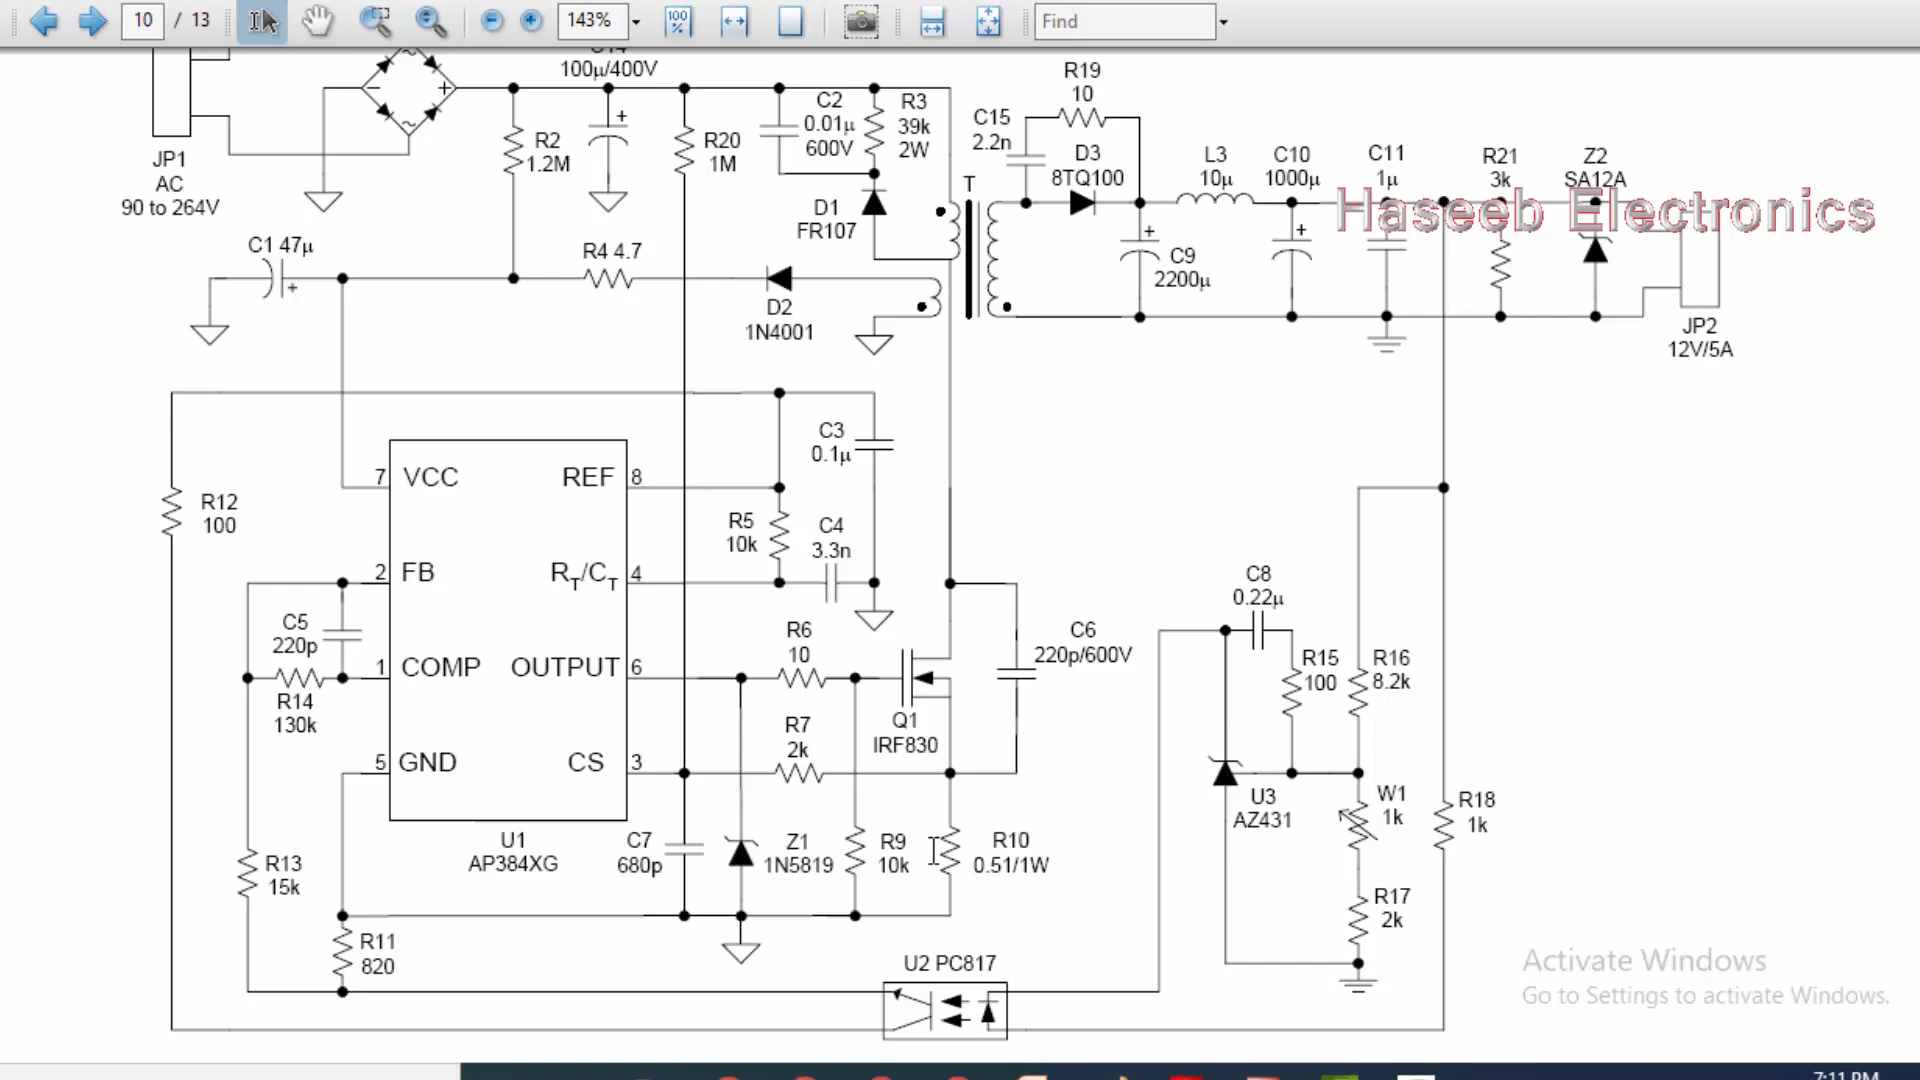 10 / 13
143%
100 %
Find
100µ/400V
JP1
AC
90 to 264V
R2
1.2M
R20
1M
C2
0.01µ
600V
R3
39k
2W
D1
FR107
T
C15
2.2n
R19
10
D3
8TQ100
L3
10µ
C10
1000µ
C11
1µ
R21
3k
Z2
SA12A
Haseeb Electronics
C9
2200µ
JP2
12V/5A
C1 47µ
R4 4.7
D2
1N4001
C3
0.1µ
R12
100
7 VCC REF 8
R5
10k
C4
3.3n
2 FB RT/CT 4
C5
220p
R14
130k
1 COMP OUTPUT 6
R6
10
Q1
IRF830
C6
220p/600V
5 GND CS 3
R7
2k
U1
AP384XG
C7
680p
Z1
1N5819
R9
10k
R10
0.51/1W
R13
15k
R11
820
U2 PC817
C8
0.22µ
R15
100
R16
8.2k
U3
AZ431
W1
1k
R18
1k
R17
2k
Activate Windows
Go to Settings to activate Windows.
7:11 PM